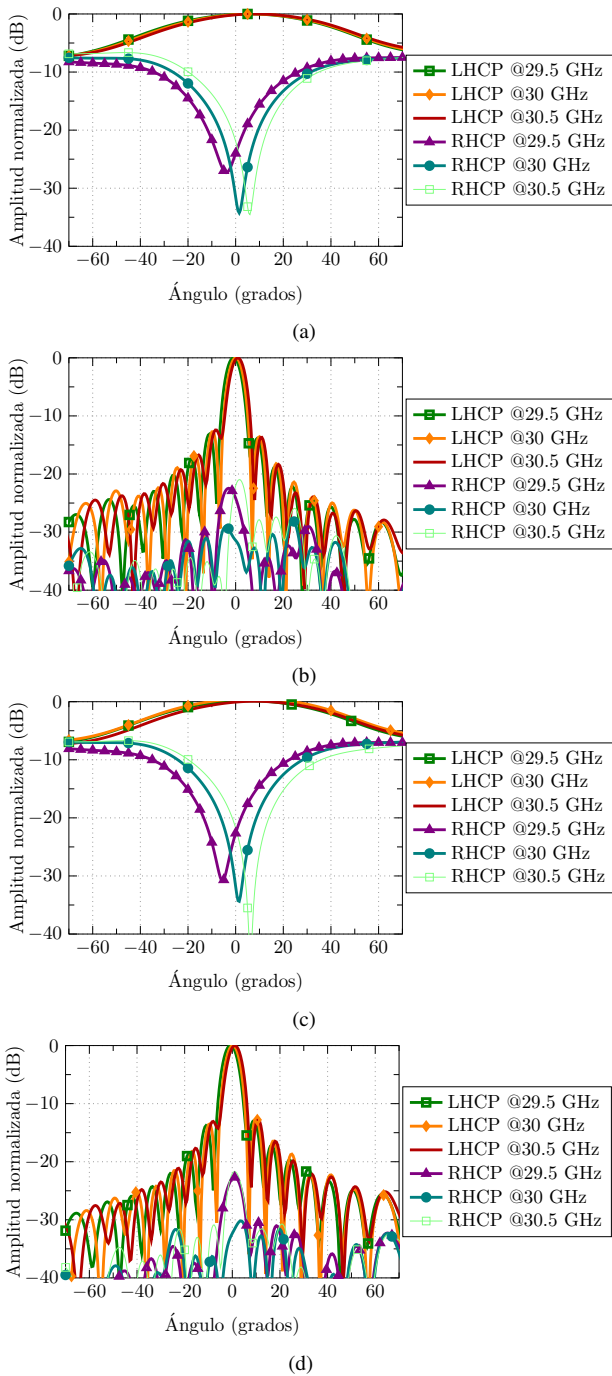 Amplitud normalizada (dB)
0
−10
−20
−30
−40
−60 −40 −20 0 20 40 60
Ángulo (grados)
LHCP @29.5 GHz
LHCP @30 GHz
LHCP @30.5 GHz
RHCP @29.5 GHz
RHCP @30 GHz
RHCP @30.5 GHz
(a)
Amplitud normalizada (dB)
0
−10
−20
−30
−40
−60 −40 −20 0 20 40 60
Ángulo (grados)
LHCP @29.5 GHz
LHCP @30 GHz
LHCP @30.5 GHz
RHCP @29.5 GHz
RHCP @30 GHz
RHCP @30.5 GHz
(b)
Amplitud normalizada (dB)
0
−10
−20
−30
−40
−60 −40 −20 0 20 40 60
Ángulo (grados)
LHCP @29.5 GHz
LHCP @30 GHz
LHCP @30.5 GHz
RHCP @29.5 GHz
RHCP @30 GHz
RHCP @30.5 GHz
(c)
Amplitud normalizada (dB)
0
−10
−20
−30
−40
−60 −40 −20 0 20 40 60
Ángulo (grados)
LHCP @29.5 GHz
LHCP @30 GHz
LHCP @30.5 GHz
RHCP @29.5 GHz
RHCP @30 GHz
RHCP @30.5 GHz
(d)